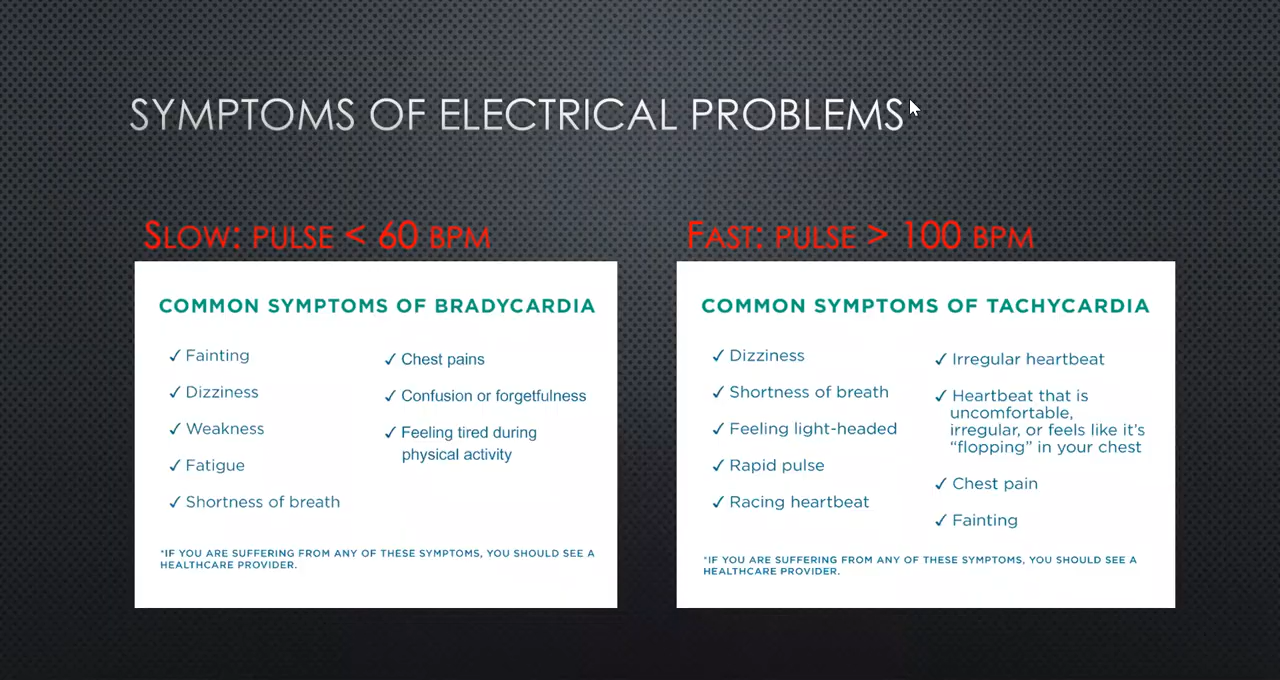 SYMPTOMS OF ELECTRICAL PROBLEMS*
SLOW: PULSE < 60 BPM
COMMON SYMPTOMS OF BRADYCARDIA
✓ Fainting
✓ Dizziness
✓ Weakness
✓ Fatigue
✓ Shortness of breath
✓ Chest pains
✓ Confusion or forgetfulness
✓ Feeling tired during
physical activity
*IF YOU ARE SUFFERING FROM ANY OF THESE SYMPTOMS, YOU SHOULD SEE A
HEALTHCARE PROVIDER.
FAST: PULSE > 100 BPM
COMMON SYMPTOMS OF TACHYCARDIA
✓ Dizziness
✓ Shortness of breath
✓ Feeling light-headed
✓ Rapid pulse
✓ Racing heartbeat
✓ Irregular heartbeat
✓ Heartbeat that is
uncomfortable,
irregular, or feels like it's
"flopping" in your chest
✓ Chest pain
✓ Fainting
*IF YOU ARE SUFFERING FROM ANY OF THESE SYMPTOMS, YOU SHOULD SEE A
HEALTHCARE PROVIDER.